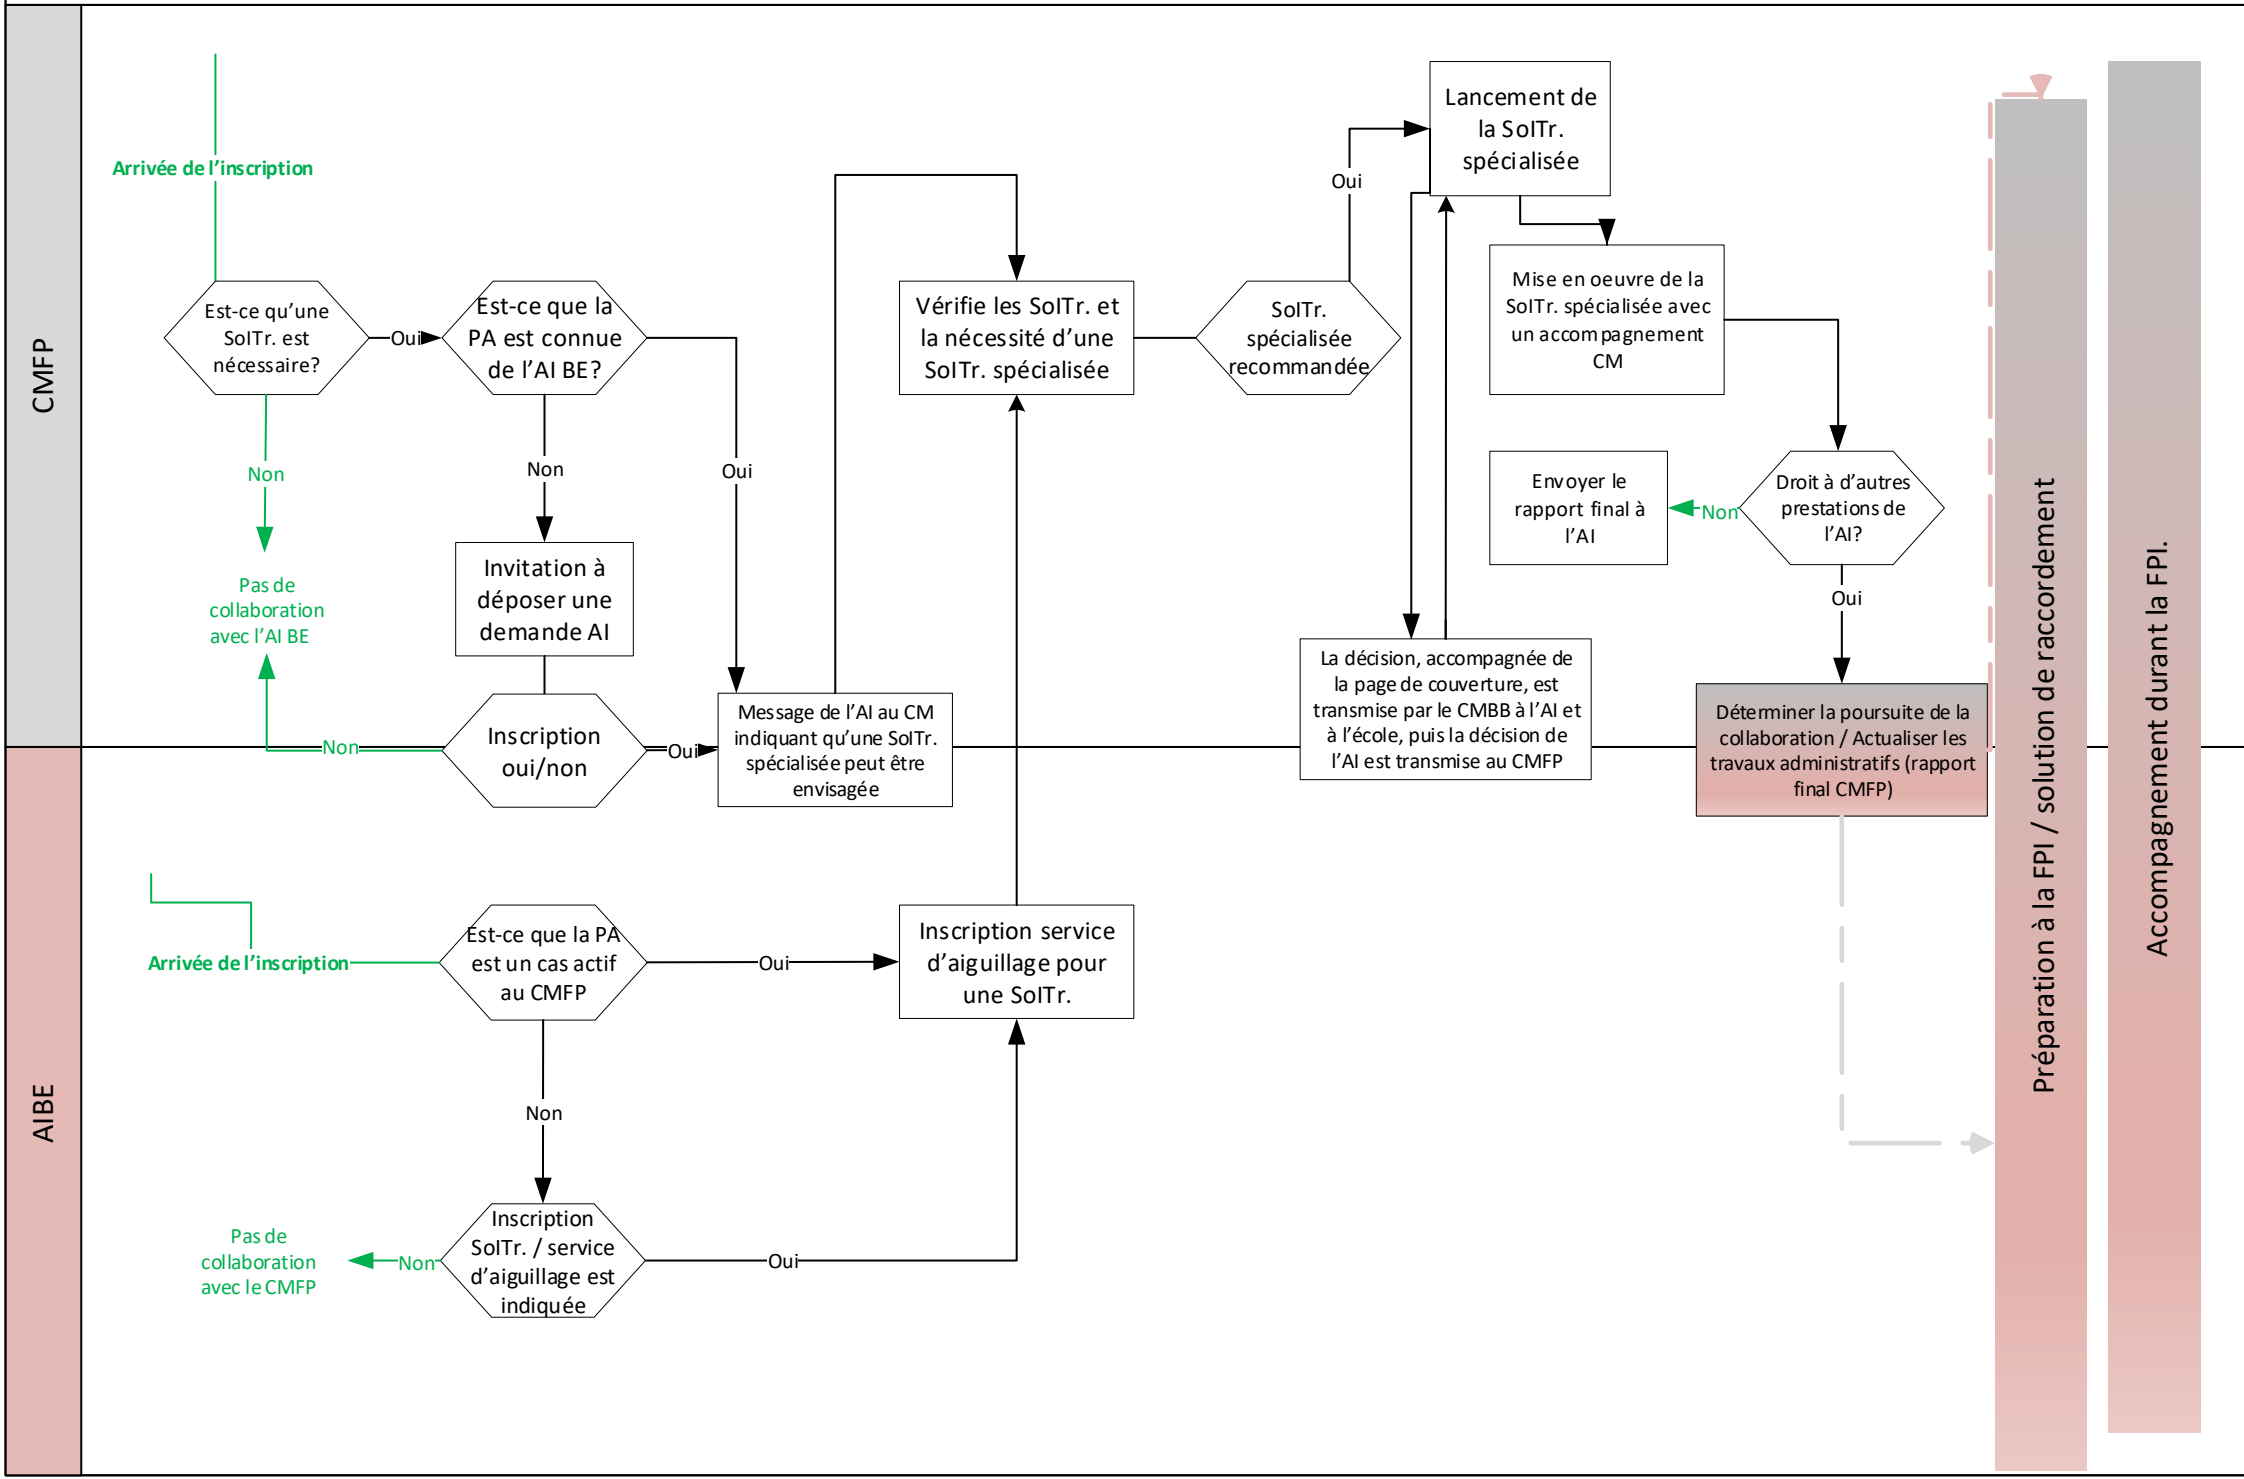 CMFP
Arrivée de l'inscription
Est-ce qu'une
SoITr. est
nécessaire?
Oui
Est-ce que la
PA est connue
de l'AI BE?
Non
Pas de
collaboration
avec l'AI BE
Non
Invitation à
déposer une
demande AI
Oui
Inscription
oui/non
Non
Oui
Message de l'AI au CM
indiquant qu'une SoITr.
spécialisée peut être
envisagée
Vérifie les SoITr. et
la nécessité d'une
SoITr. spécialisée
SoITr.
spécialisée
recommandée
Oui
Lancement de
la SoITr.
spécialisée
Mise en oeuvre de la
SoITr. spécialisée avec
un accompagnement
CM
La décision, accompagnée de
la page de couverture, est
transmise par le CMBB à l'AI et
à l'école, puis la décision de
l'AI est transmise au CMFP
Droit à d'autres
prestations de
l'AI?
Non
Envoyer le
rapport final à
l'AI
Oui
Déterminer la poursuite de la
collaboration / Actualiser les
travaux administratifs (rapport
final CMFP)
Préparation à la FPI / solution de raccordement
Accompagnement durant la FPI.
AIBE
Arrivée de l'inscription
Est-ce que la PA
est un cas actif
au CMFP
Oui
Inscription service
d'aiguillage pour
une SoITr.
Non
Inscription
SoITr. / service
d'aiguillage est
indiquée
Non
Pas de
collaboration
avec le CMFP
Oui